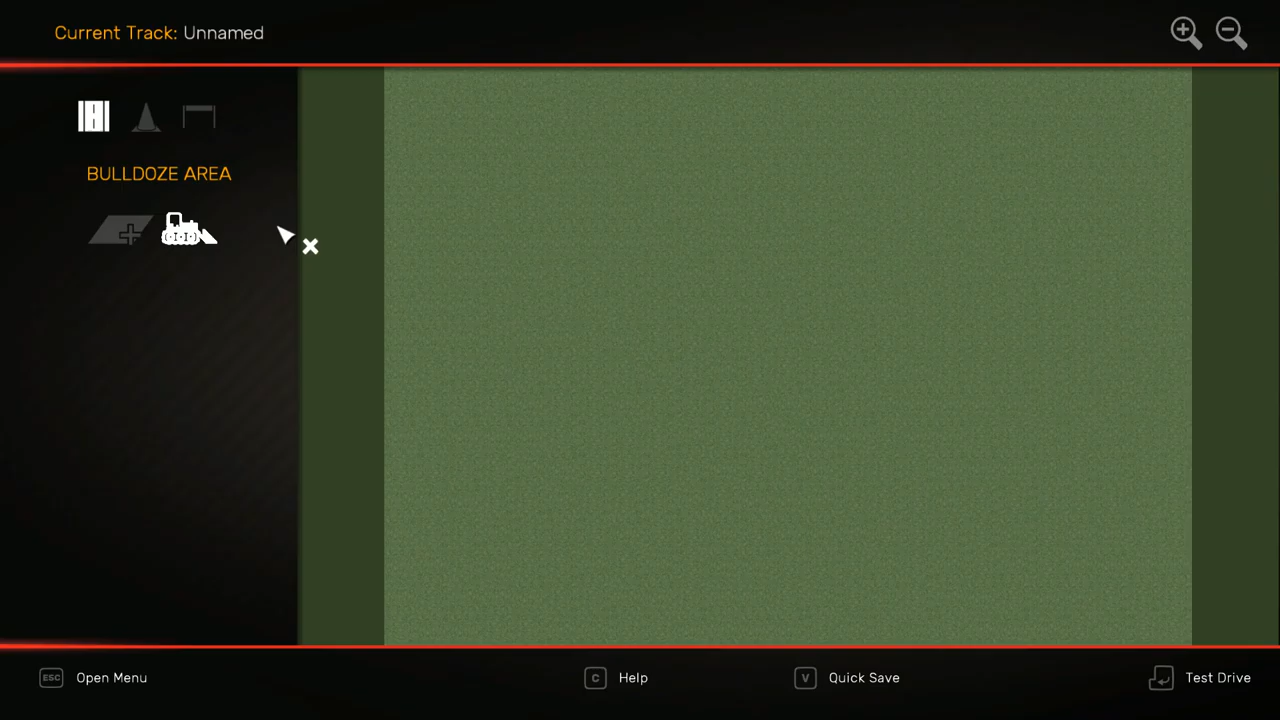 Current Track: Unnamed
BULLDOZE AREA
ESC Open Menu
C Help
V Quick Save
Test Drive